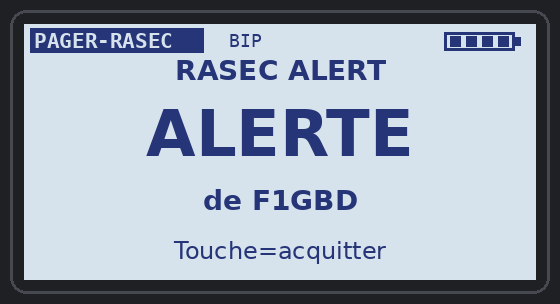 PAGER-RASEC BIP
RASEC ALERT
ALERTE
de F1GBD
Touche=acquitter